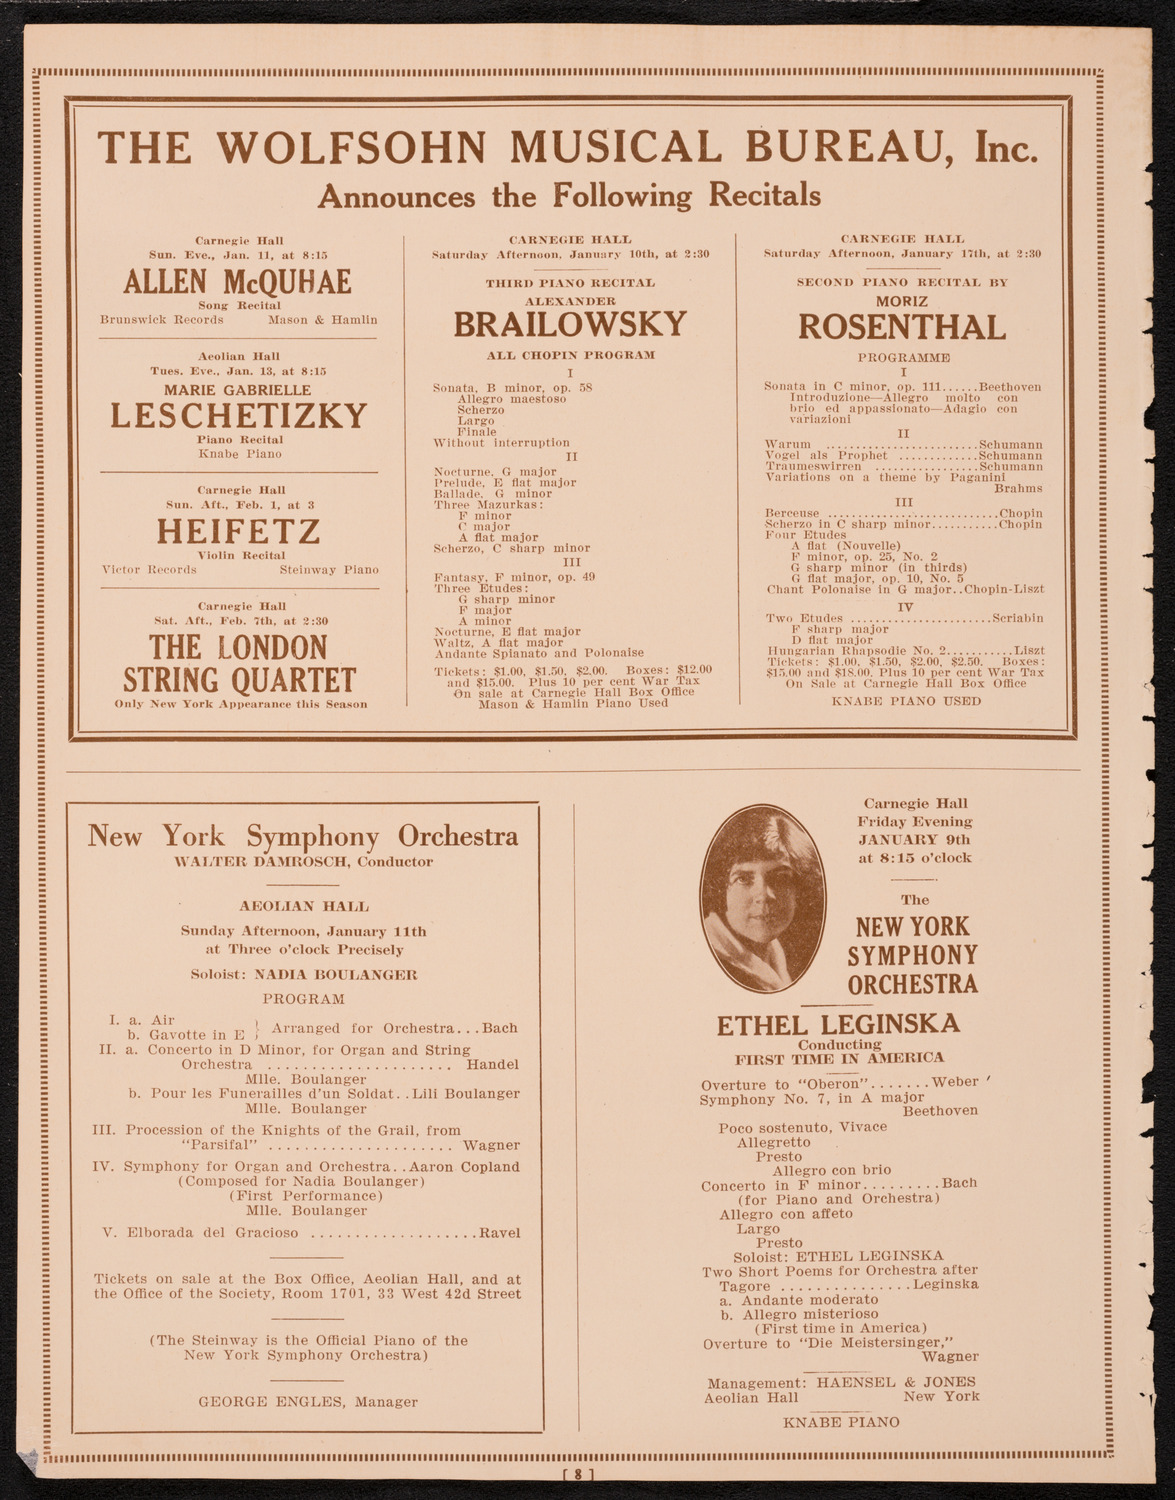 THE WOLFSOHN MUSICAL BUREAU, Inc.
Announces the Following Recitals
Carnegie Hall
Sun. Eve., Jan. 11, at 8:15
ALLEN McQUHAE
Song Recital
Brunswick Records Mason & Hamlin
Aeolian Hall
Tues. Eve., Jan. 13, at 8:15
MARIE GABRIELLE
LESCHETIZKY
Piano Recital
Knabe Piano
Carnegie Hall
Sun. Aft., Feb. 1, at 3
HEIFETZ
Violin Recital
Victor Records Steinway Piano
Carnegie Hall
Sat. Aft., Feb. 7th, at 2:30
THE LONDON
STRING QUARTET
Only New York Appearance this Season
CARNEGIE HALL
Saturday Afternoon, January 10th, at 2:30
THIRD PIANO RECITAL
ALEXANDER
BRAILOWSKY
ALL CHOPIN PROGRAM
I
Sonata, B minor, op. 58
Allegro maestoso
Scherzo
Largo
Finale
Without interruption
II
Nocturne, G major
Prelude, E flat major
Ballade, G minor
Three Mazurkas:
F minor
C major
A flat major
Scherzo, C sharp minor
III
Fantasy, F minor, op. 49
Three Etudes:
G sharp minor
F major
A minor
Nocturne, E flat major
Waltz, A flat major
Andante Spianato and Polonaise
Tickets: $1.00, $1.50, $2.00. Boxes: $12.00
and $15.00. Plus 10 per cent War Tax
On sale at Carnegie Hall Box Office
Mason & Hamlin Piano Used
CARNEGIE HALL
Saturday Afternoon, January 17th, at 2:30
SECOND PIANO RECITAL BY
MORIZ
ROSENTHAL
PROGRAMME
I
Sonata in C minor, op. 111......Beethoven
Introduzione—Allegro molto con
brio ed appassionato—Adagio con
variazioni
II
Warum ..........................Schumann
Vogel als Prophet .............Schumann
Traumeswirren .................Schumann
Variations on a theme by Paganini
Brahms
III
Berceuse .............................Chopin
Scherzo in C sharp minor...........Chopin
Four Etudes
A flat (Nouvelle)
F minor, op. 25, No. 2
G sharp minor (in thirds)
G flat major, op. 10, No. 5
Chant Polonaise in G major..Chopin-Liszt
IV
Two Etudes ........................Scriabin
F sharp major
D flat major
Hungarian Rhapsodie No. 2...........Liszt
Tickets: $1.00, $1.50, $2.00, $2.50. Boxes:
$15.00 and $18.00. Plus 10 per cent War Tax
On Sale at Carnegie Hall Box Office
KNABE PIANO USED
New York Symphony Orchestra
WALTER DAMROSCH, Conductor
AEOLIAN HALL
Sunday Afternoon, January 11th
at Three o'clock Precisely
Soloist: NADIA BOULANGER
PROGRAM
I. a. Air
b. Gavotte in E } Arranged for Orchestra...Bach
II. a. Concerto in D Minor, for Organ and String
Orchestra ..................... Handel
Mlle. Boulanger
b. Pour les Funerailles d'un Soldat..Lili Boulanger
Mlle. Boulanger
III. Procession of the Knights of the Grail, from
"Parsifal" ..................... Wagner
IV. Symphony for Organ and Orchestra..Aaron Copland
(Composed for Nadia Boulanger)
(First Performance)
Mlle. Boulanger
V. Elborada del Gracioso ...................Ravel
Tickets on sale at the Box Office, Aeolian Hall, and at
the Office of the Society, Room 1701, 33 West 42d Street
(The Steinway is the Official Piano of the
New York Symphony Orchestra)
GEORGE ENGLES, Manager
Carnegie Hall
Friday Evening
JANUARY 9th
at 8:15 o'clock
The
NEW YORK
SYMPHONY
ORCHESTRA
ETHEL LEGINSKA
Conducting
FIRST TIME IN AMERICA
Overture to "Oberon".......Weber
Symphony No. 7, in A major
Beethoven
Poco sostenuto, Vivace
Allegretto
Presto
Allegro con brio
Concerto in F minor.........Bach
(for Piano and Orchestra)
Allegro con affeto
Largo
Presto
Soloist: ETHEL LEGINSKA
Two Short Poems for Orchestra after
Tagore ...............Leginska
a. Andante moderato
b. Allegro misterioso
(First time in America)
Overture to "Die Meistersinger,"
Wagner
Management: HAENSEL & JONES
Aeolian Hall New York
KNABE PIANO
[ 8 ]